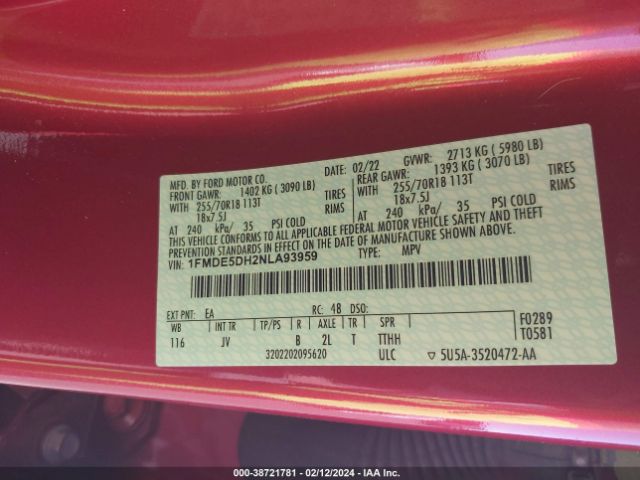 MFD. BY FORD MOTOR CO.
DATE: 02/22 GVWR: 2713 KG ( 5980 LB)
FRONT GAWR: 1402 KG ( 3090 LB) REAR GAWR: 1393 KG ( 3070 LB)
WITH 255/70R18 113T TIRES WITH 255/70R18 113T TIRES
18x7.5J RIMS 18x7.5J RIMS
AT 240 kPa/ 35 PSI COLD AT 240 kPa/ 35 PSI COLD
THIS VEHICLE CONFORMS TO ALL APPLICABLE FEDERAL MOTOR VEHICLE SAFETY AND THEFT
PREVENTION STANDARDS IN EFFECT ON THE DATE OF MANUFACTURE SHOWN ABOVE.
VIN: 1FMDE5DH2NLA93959 TYPE: MPV
EXT PNT: EA RC: 48 DSO:
WB INT TR TP/PS R AXLE TR SPR
116 JV B 2L T TTHH
F0289
T0581
3202202095620 ULC ▽ 5U5A-3520472-AA
000-38721781 - 02/12/2024 - IAA Inc.